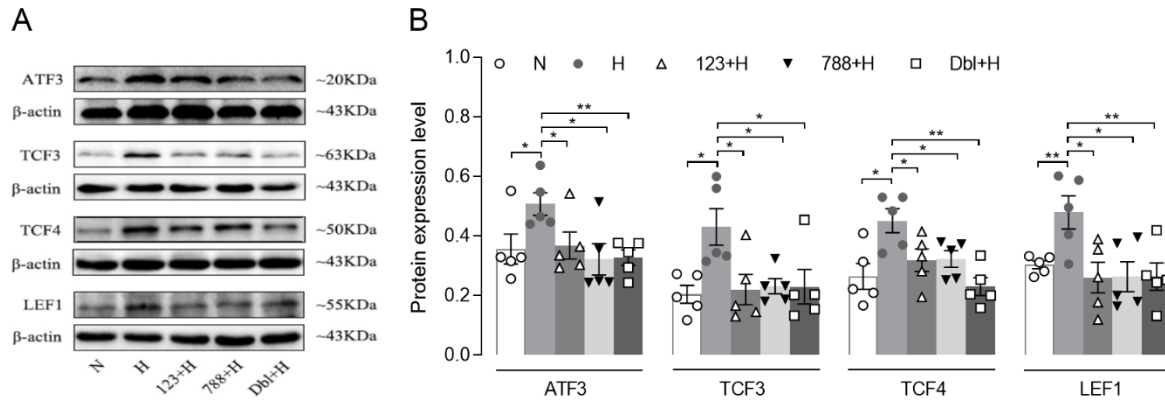 A
ATF3 ~20KDa
β-actin ~43KDa
TCF3 ~63KDa
β-actin ~43KDa
TCF4 ~50KDa
β-actin ~43KDa
LEF1 ~55KDa
β-actin ~43KDa
N H 123+H 788+H Dbl+H
B
N H 123+H 788+H Dbl+H
Protein expression level
1.0
0.8
0.6
0.4
0.2
0.0
* * * **
* * * *
* * * **
** * * **
ATF3 TCF3 TCF4 LEF1